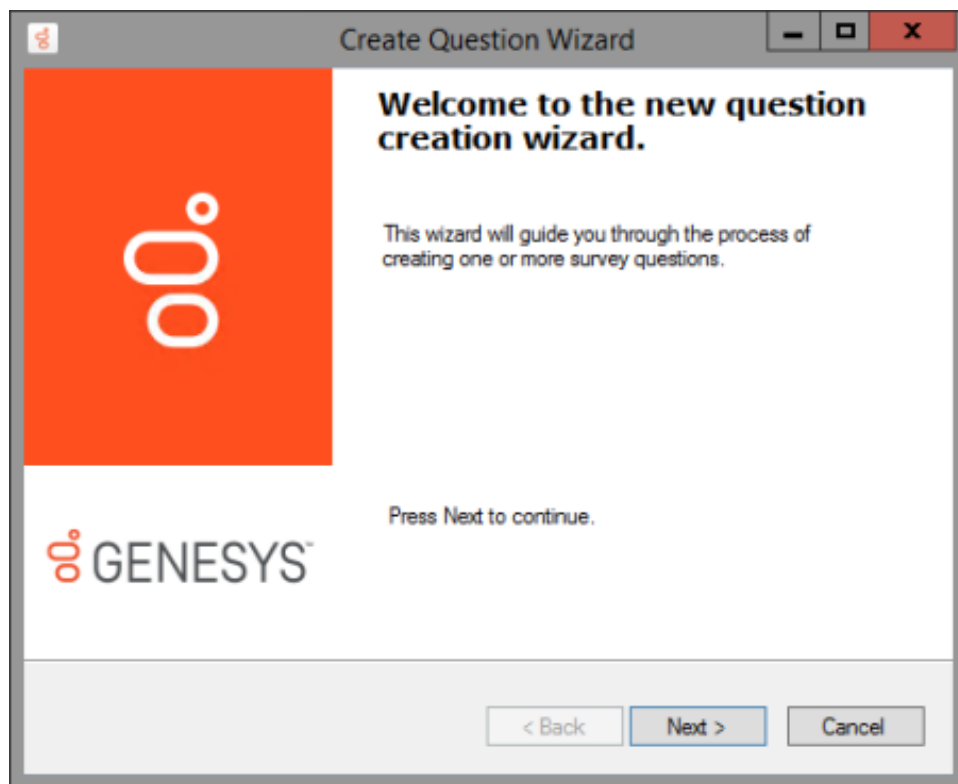 Create Question Wizard
Welcome to the new question
creation wizard.
This wizard will guide you through the process of
creating one or more survey questions.
Press Next to continue.
GENESYS™
< Back
Next >
Cancel